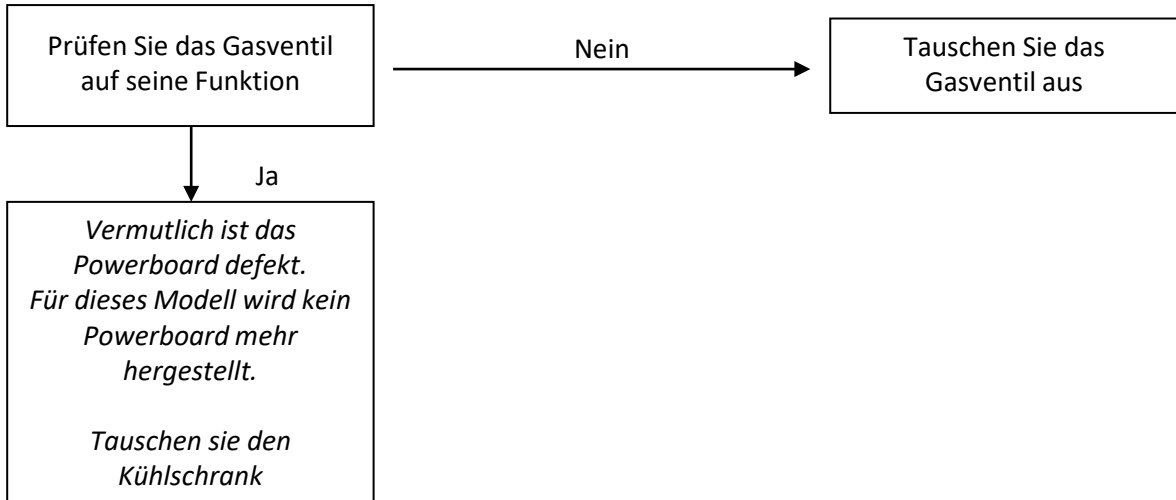 Prüfen Sie das Gasventil
auf seine Funktion
Nein
Tauschen Sie das
Gasventil aus
Ja
Vermutlich ist das
Powerboard defekt.
Für dieses Modell wird kein
Powerboard mehr
hergestellt.
Tauschen sie den
Kühlschrank